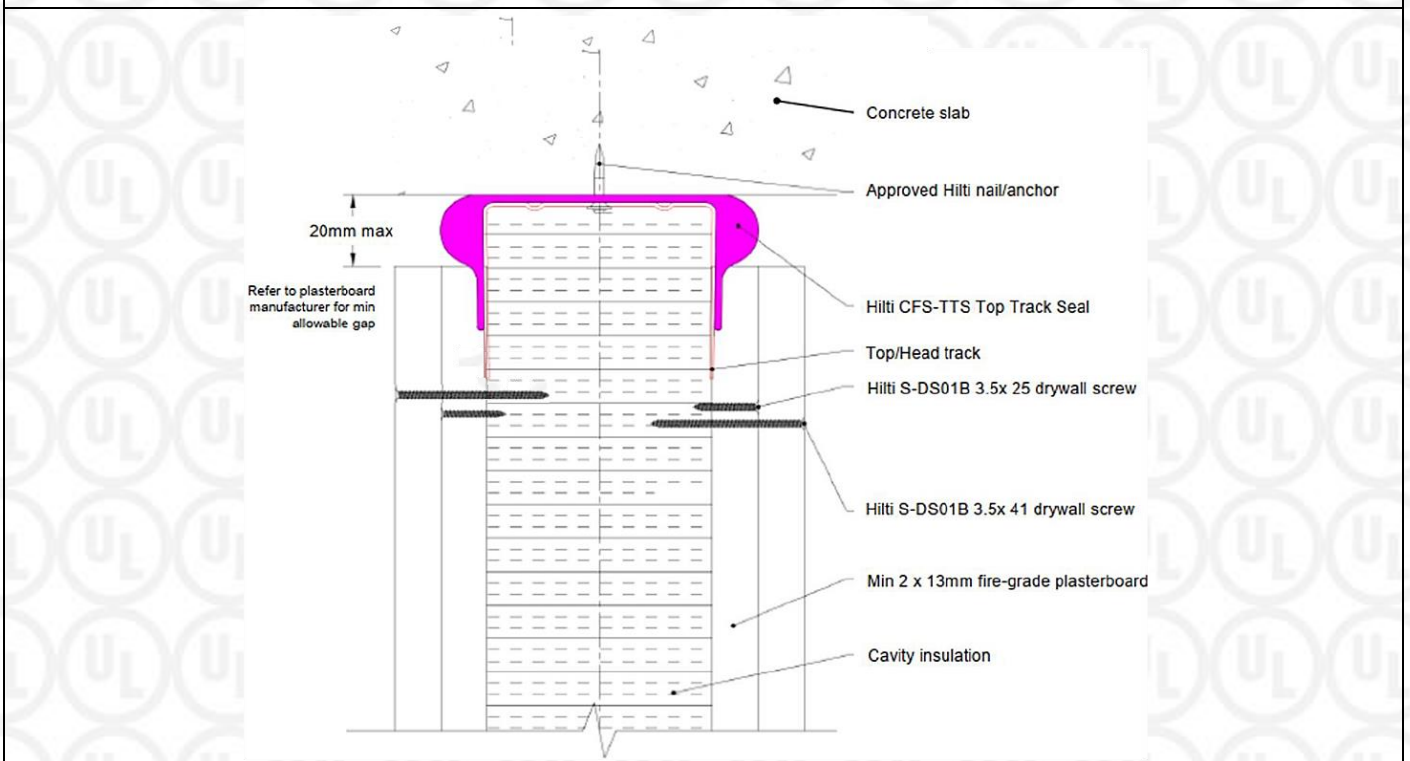 Concrete slab
Approved Hilti nail/anchor
20mm max
Refer to plasterboard
manufacturer for min
allowable gap
Hilti CFS-TTS Top Track Seal
Top/Head track
Hilti S-DS01B 3.5x 25 drywall screw
Hilti S-DS01B 3.5x 41 drywall screw
Min 2 x 13mm fire-grade plasterboard
Cavity insulation